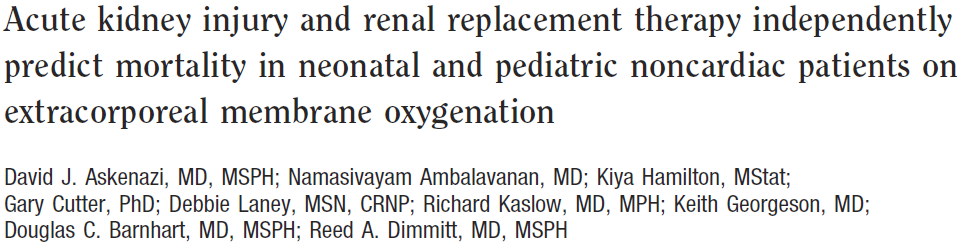 Acute kidney injury and renal replacement therapy independently
predict mortality in neonatal and pediatric noncardiac patients on
extracorporeal membrane oxygenation
David J. Askenazi, MD, MSPH; Namasivayam Ambalavanan, MD; Kiya Hamilton, MStat;
Gary Cutter, PhD; Debbie Laney, MSN, CRNP; Richard Kaslow, MD, MPH; Keith Georgeson, MD;
Douglas C. Barnhart, MD, MSPH; Reed A. Dimmitt, MD, MSPH